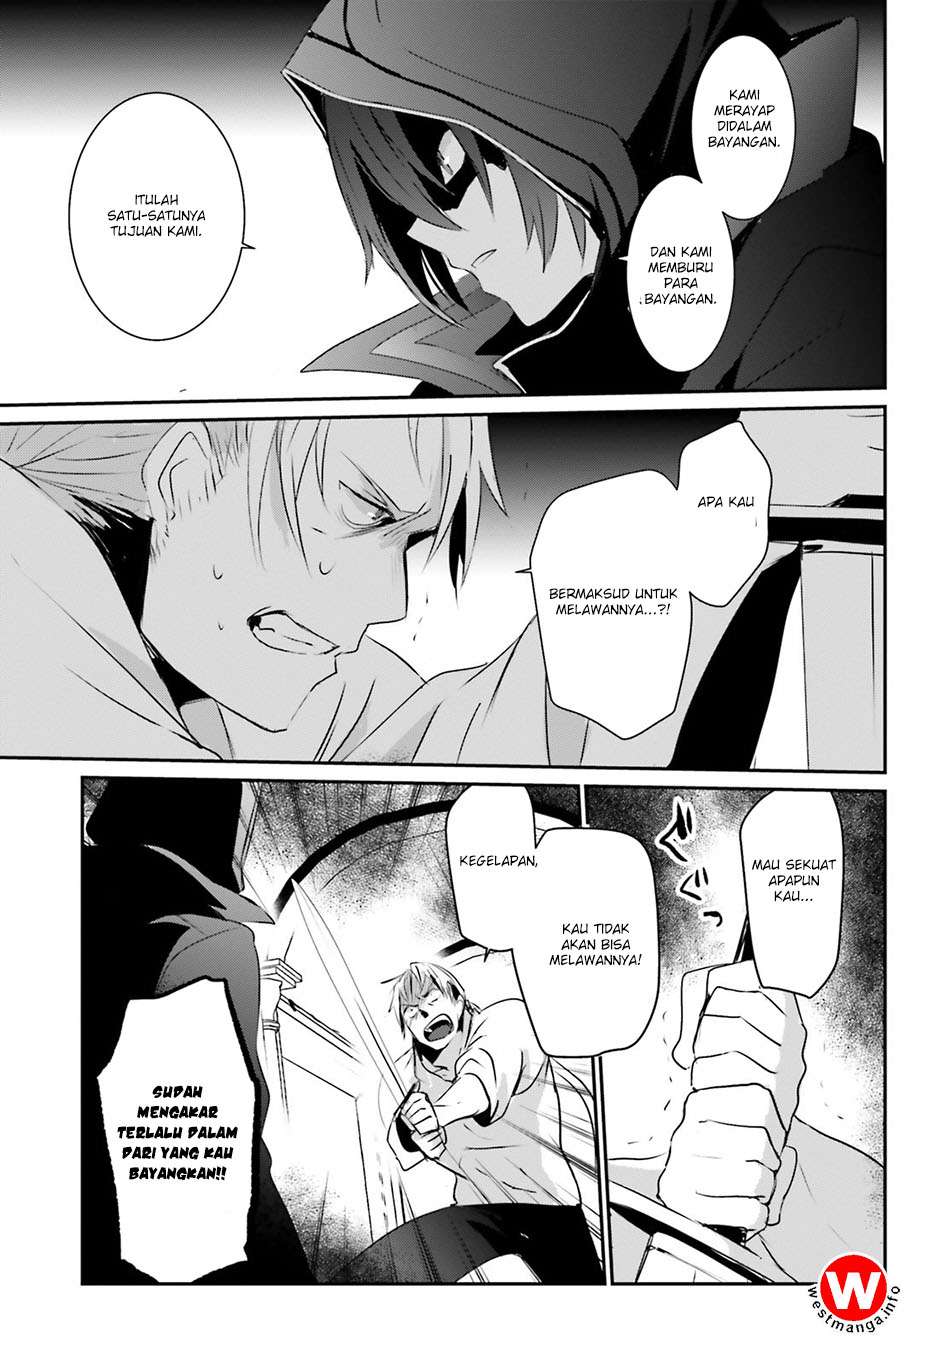 KAMI
MERAYAP
DIDALAM
BAYANGAN.
DAN KAMI
MEMBURU
PARA
BAYANGAN.
ITULAH
SATU-SATUNYA
TUJUAN KAMI.
APA KAU
BERMAKSUD UNTUK
MELAWANNYA...?!
MAU SEKUAT
APAPUN
KAU...
KEGELAPAN,
KAU TIDAK
AKAN BISA
MELAWANNYA!
SUDAH
MENGAKAR
TERLALU DALAM
DARI YANG KAU
BAYANGKAN!!
W
westmanga.info